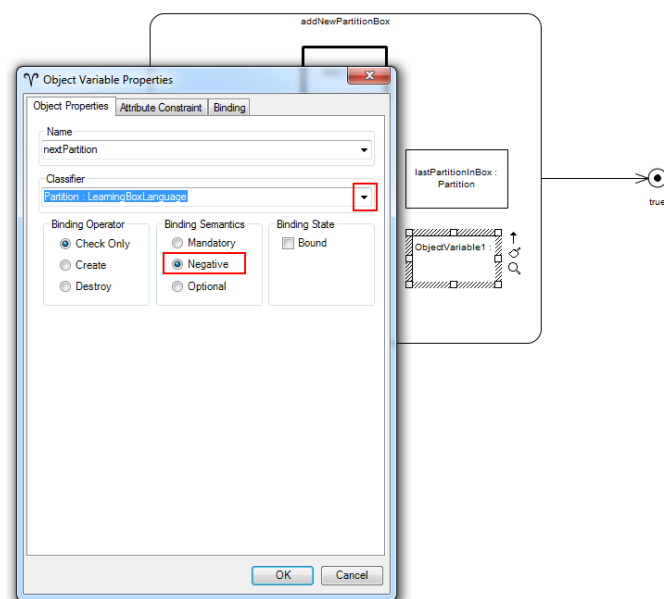 addNewPartitionBox
Object Variable Properties
Object Properties
Attribute Constraint
Binding
Name
nextPartition
Classifier
Partition : LearningBoxLanguage
Binding Operator
Check Only
Create
Destroy
Binding Semantics
Mandatory
Negative
Optional
Binding State
Bound
OK
Cancel
lastPartitionInBox :
Partition
ObjectVariable1 :
true